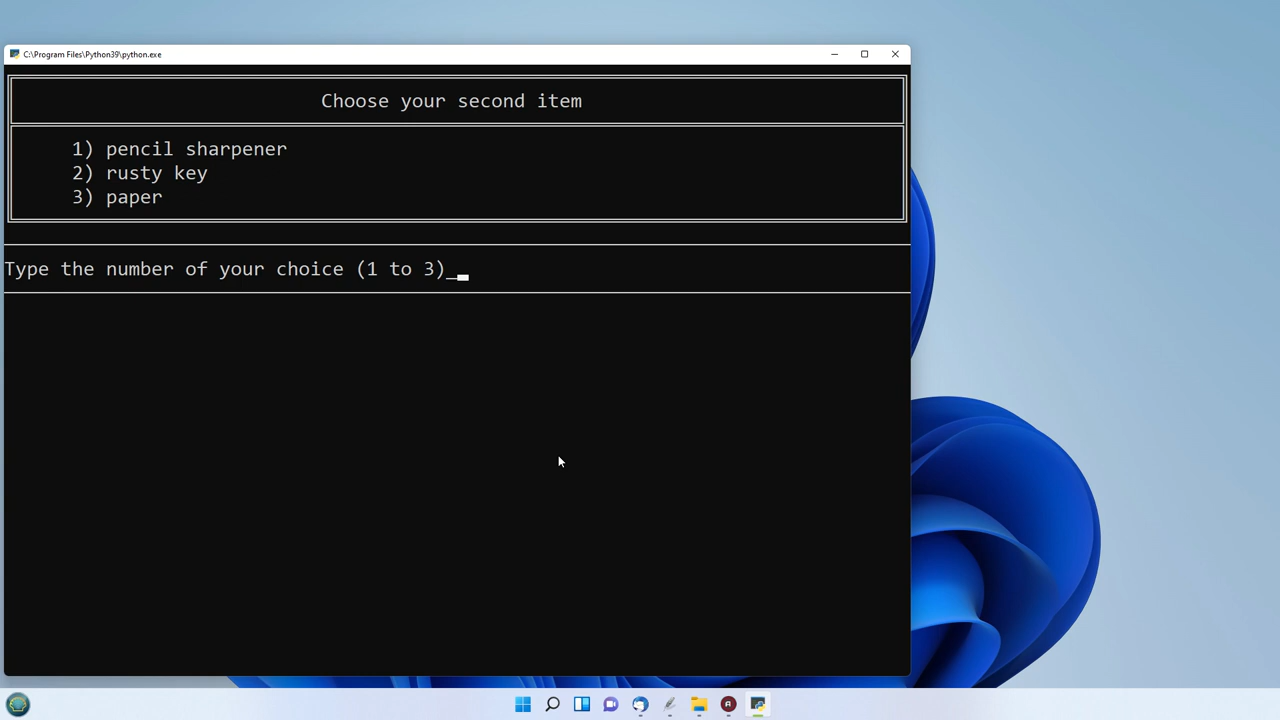 C:\Program Files\Python39\python.exe
Choose your second item
1) pencil sharpener
2) rusty key
3) paper
Type the number of your choice (1 to 3)_